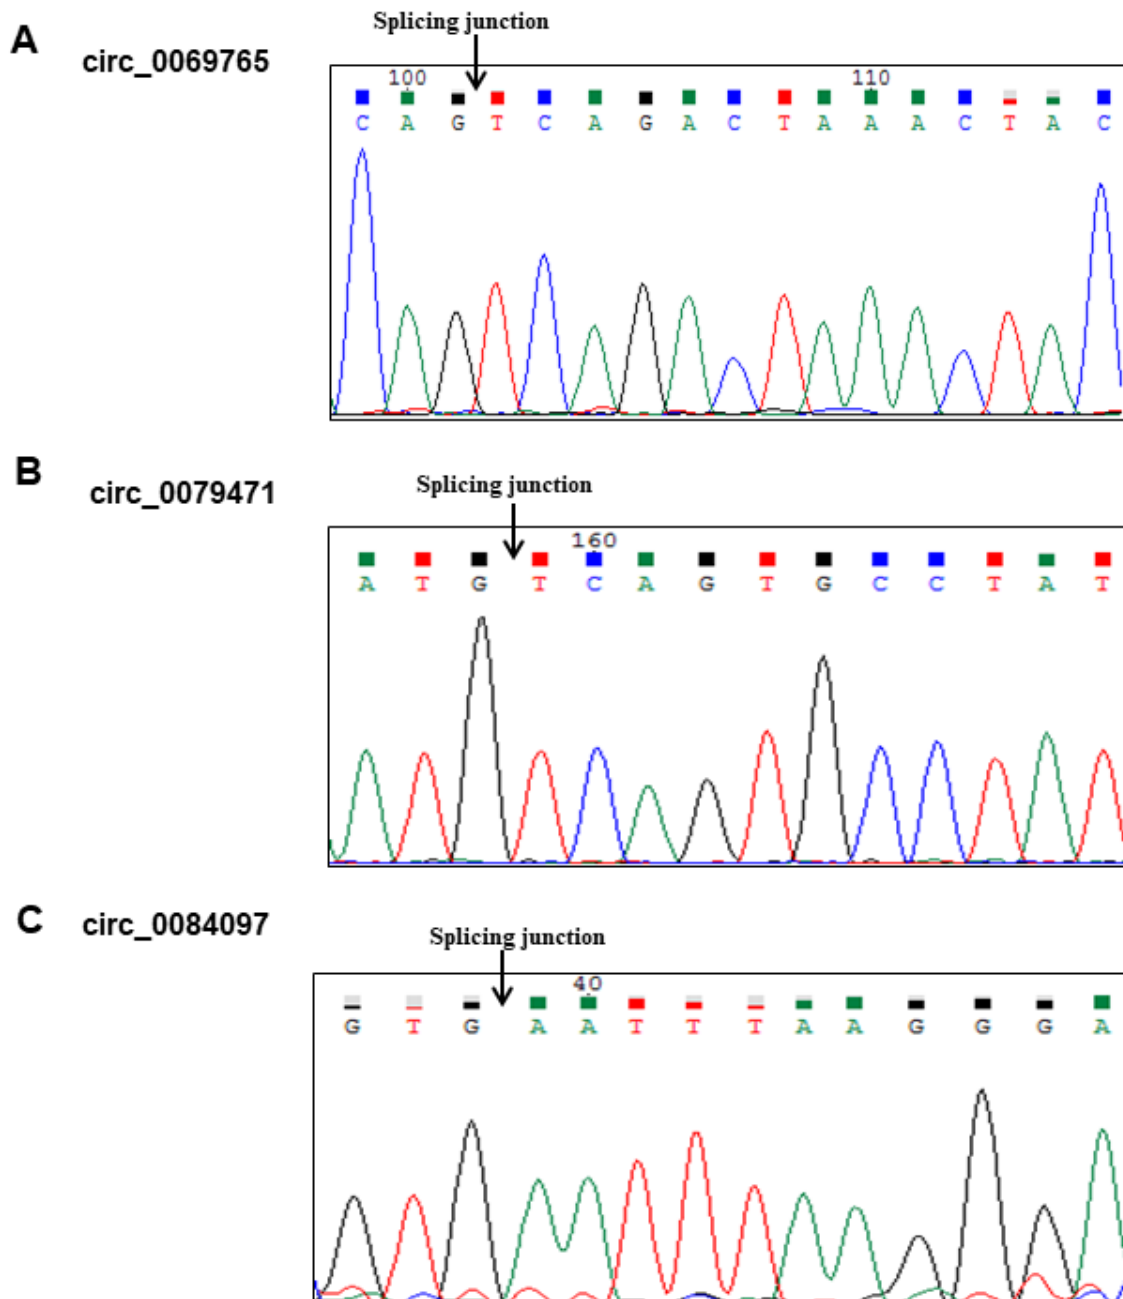 A
circ_0069765
Splicing junction
100 110
C A G T C A G A C T A A A C T A C
B
circ_0079471
Splicing junction
160
A T G T C A G T G C C T A T
C
circ_0084097
Splicing junction
40
G T G A A T T T A A G G G A